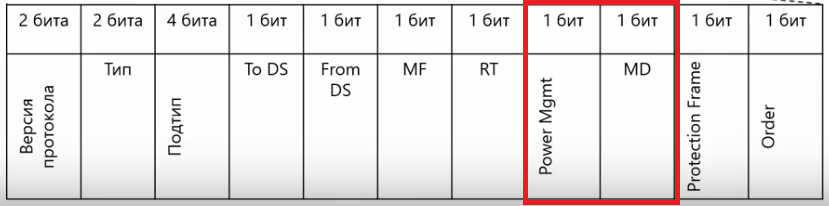 2 бита 2 бита 4 бита 1 бит 1 бит 1 бит 1 бит 1 бит 1 бит 1 бит 1 бит
Версия протокола
Тип
Подтип
To DS
From
DS
MF
RT
Power Mgmt
MD
Protection Frame
Order